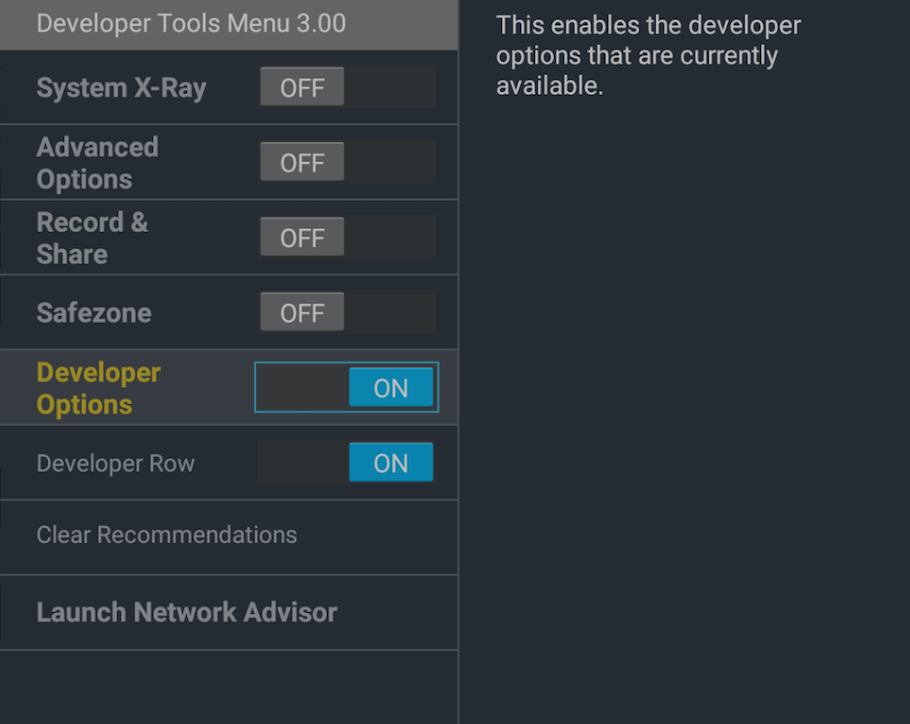 Developer Tools Menu 3.00
System X-Ray OFF
Advanced
Options OFF
Record &
Share OFF
Safezone OFF
Developer
Options ON
Developer Row ON
Clear Recommendations
Launch Network Advisor
This enables the developer
options that are currently
available.